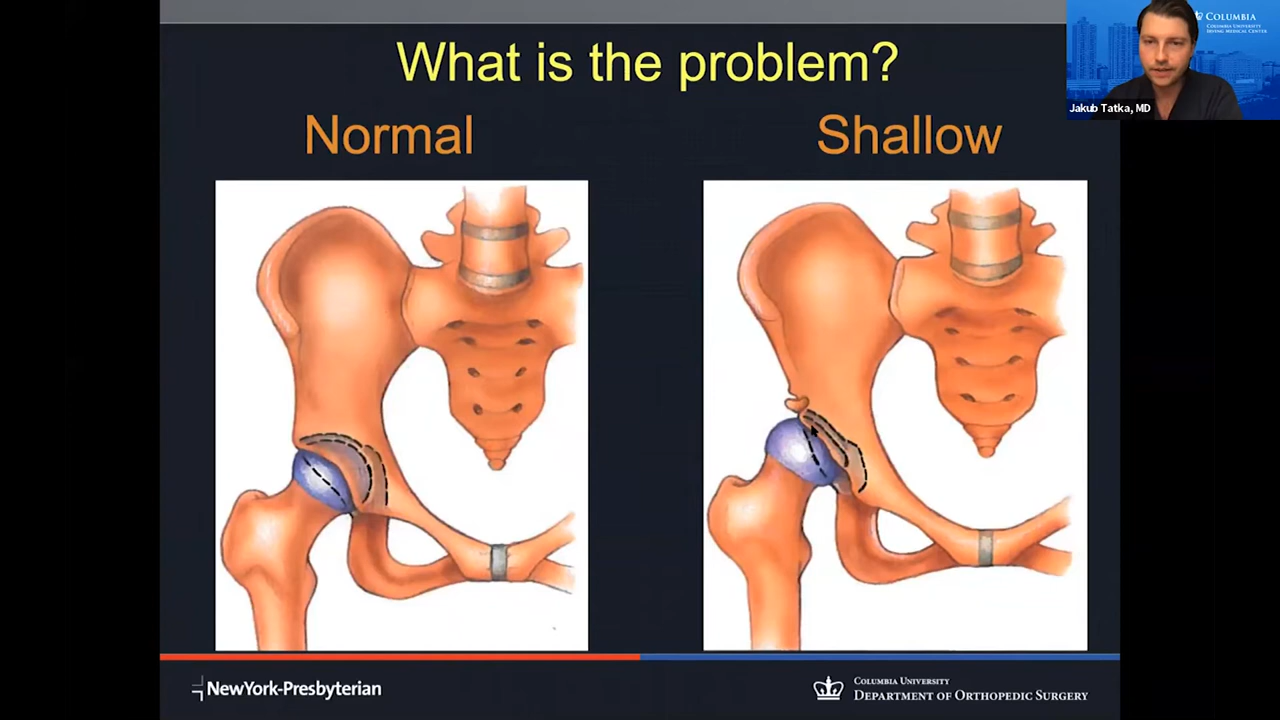 What is the problem?
Normal
Shallow
COLUMBIA
COLUMBIA UNIVERSITY
IRVING MEDICAL CENTER
Jakub Tatka, MD
NewYork-Presbyterian
COLUMBIA UNIVERSITY
DEPARTMENT OF ORTHOPEDIC SURGERY